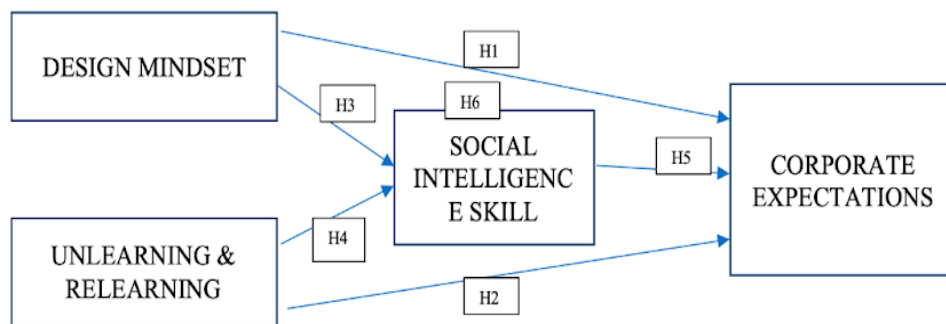 DESIGN MINDSET
H1
H3
H6
SOCIAL
INTELLIGENC
E SKILL
H5
CORPORATE
EXPECTATIONS
H4
UNLEARNING &
RELEARNING
H2